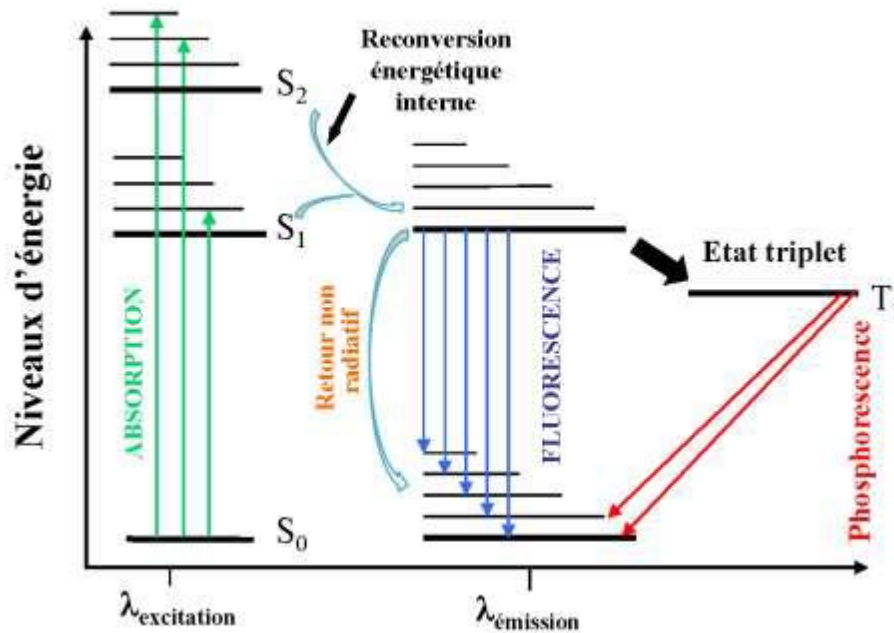 Niveaux d'énergie
S2
S1
S0
ABSORPTION
Reconversion
énergétique
interne
Retour non
radiatif
FLUORESCENCE
Etat triplet
T
Phosphorescence
λexcitation
λémission